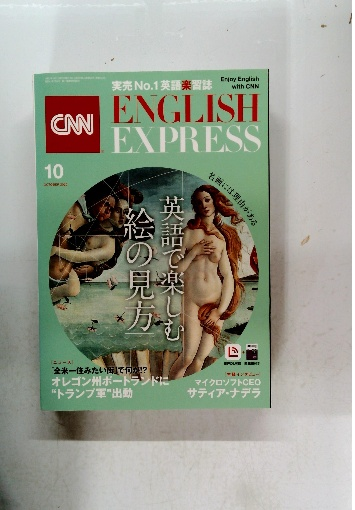 実売No.1英語楽習誌
Enjoy English
with CNN
CNN
ENGLISH
EXPRESS
10
名画には理由がある
英語で楽しむ
絵の見方
[ニュース]
「全米一住みたい街」で何が!?
オレゴン州ポートランドに
"トランプ軍"出動
マイクロソフトCEO
サティア・ナデラ